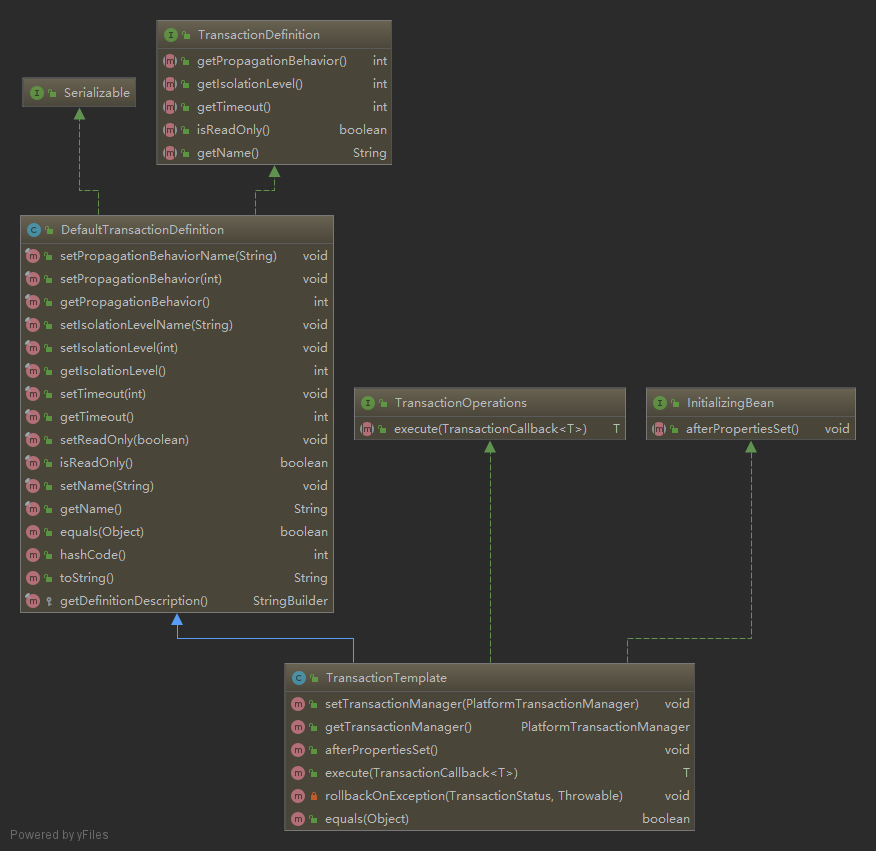 TransactionDefinition
getPropagationBehavior() int
getIsolationLevel() int
getTimeout() int
isReadOnly() boolean
getName() String
Serializable
DefaultTransactionDefinition
setPropagationBehaviorName(String) void
setPropagationBehavior(int) void
getPropagationBehavior() int
setIsolationLevelName(String) void
setIsolationLevel(int) void
getIsolationLevel() int
setTimeout(int) void
getTimeout() int
setReadOnly(boolean) void
isReadOnly() boolean
setName(String) void
getName() String
equals(Object) boolean
hashCode() int
toString() String
getDefinitionDescription() StringBuilder
TransactionOperations
execute(TransactionCallback<T>) T
InitializingBean
afterPropertiesSet() void
TransactionTemplate
setTransactionManager(PlatformTransactionManager) void
getTransactionManager() PlatformTransactionManager
afterPropertiesSet() void
execute(TransactionCallback<T>) T
rollbackOnException(TransactionStatus, Throwable) void
equals(Object) boolean
Powered by yFiles